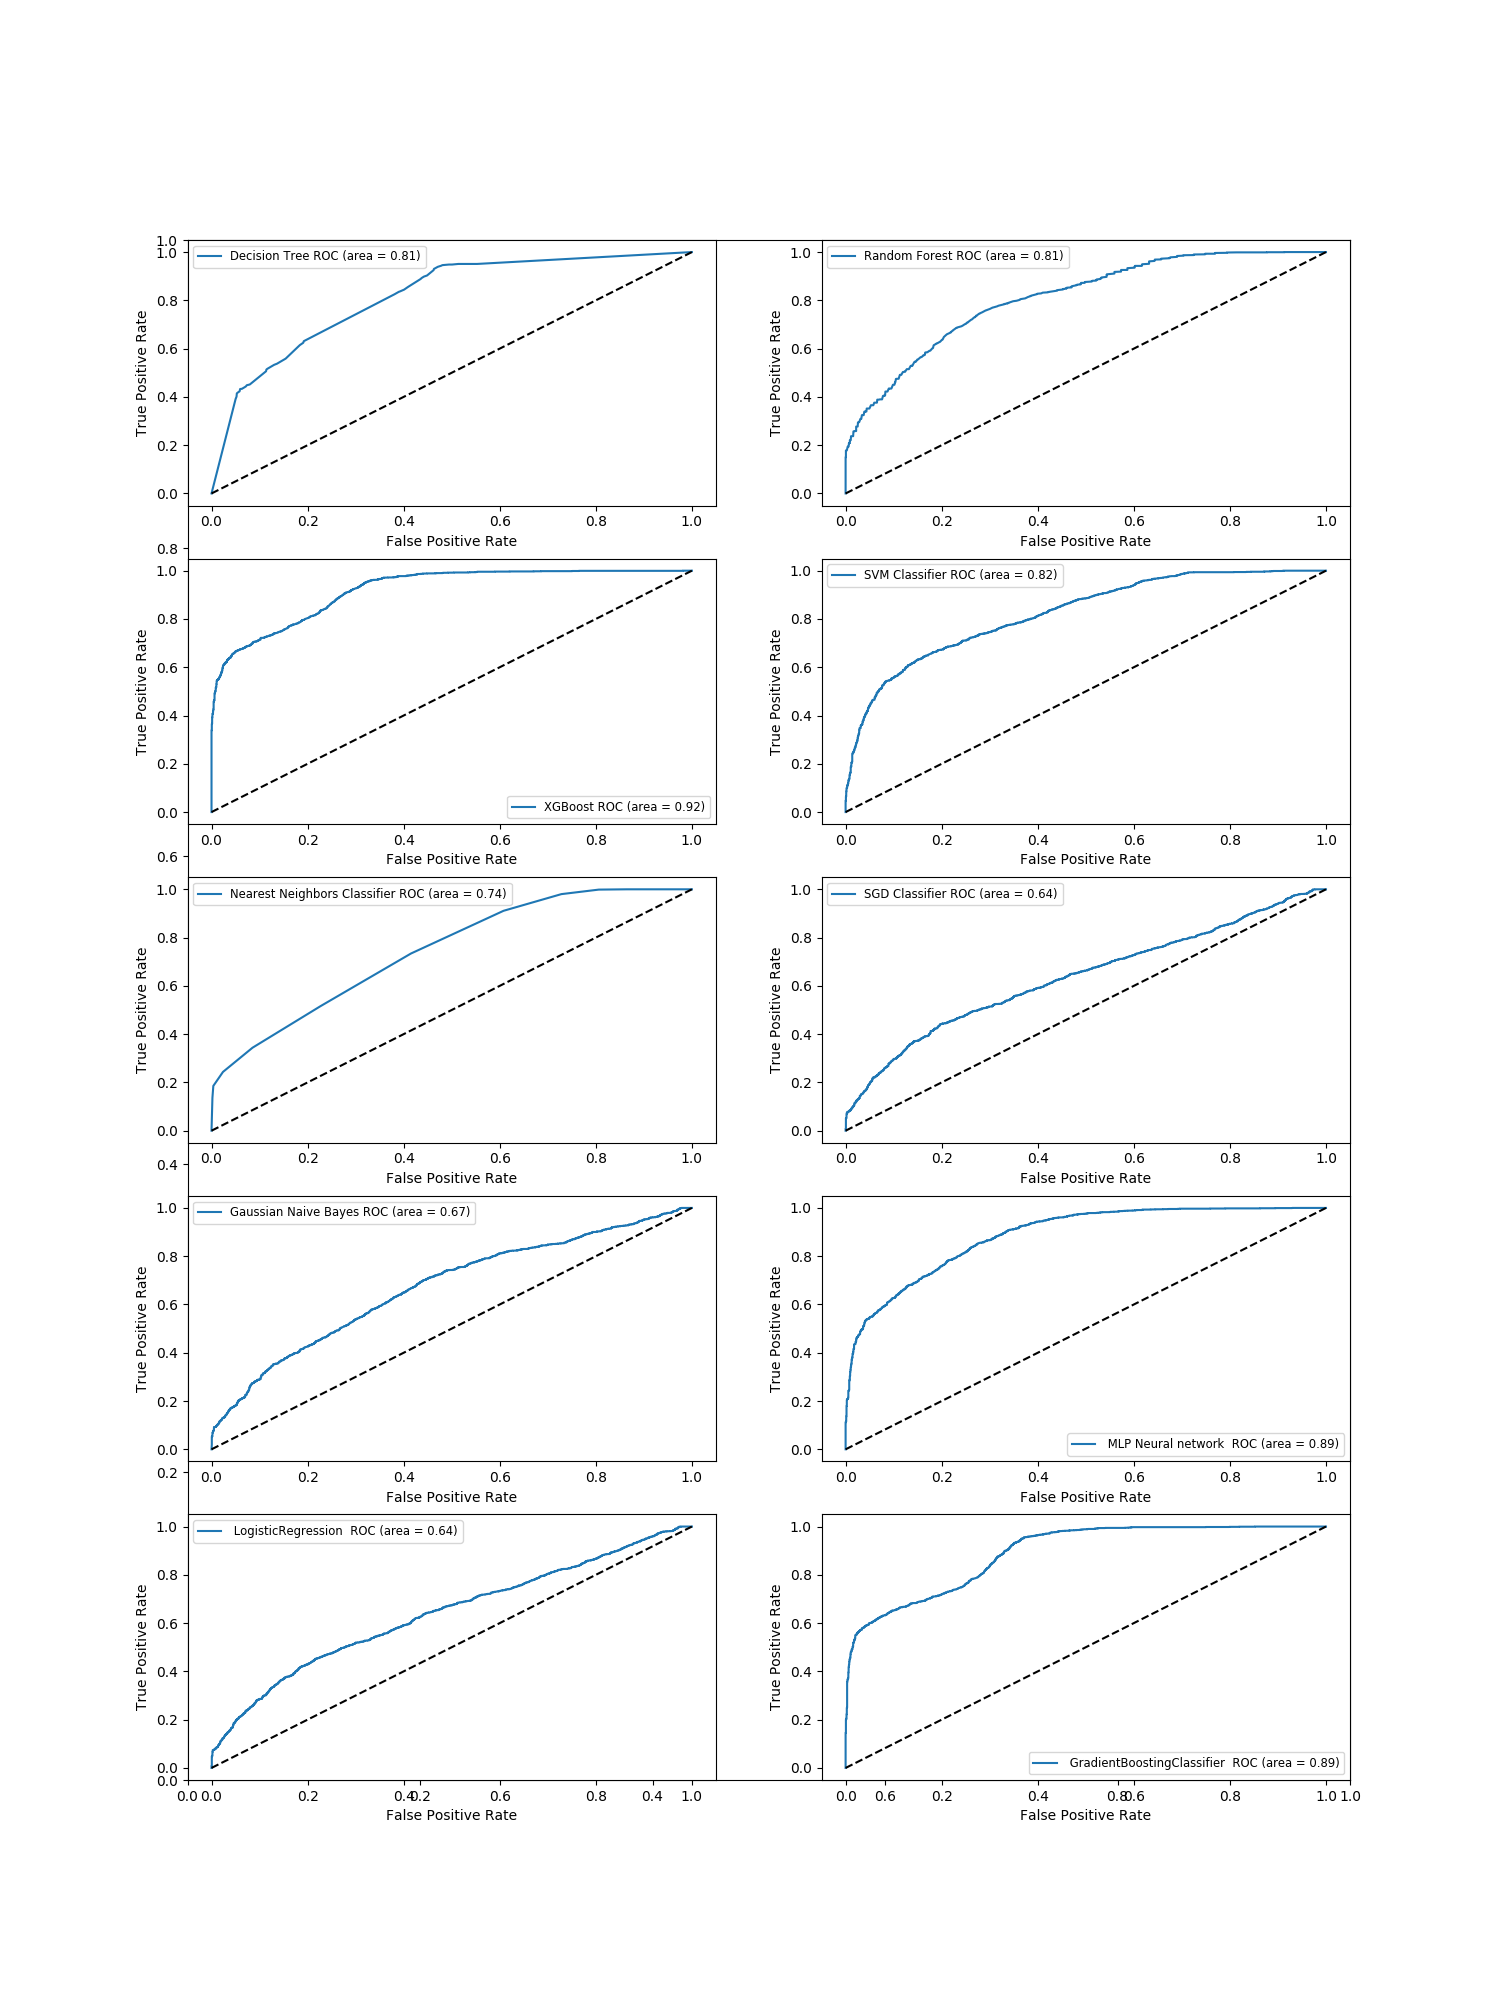 1.0
1.0
0.8
0.6
0.4
0.2
0.0
True Positive Rate
Decision Tree ROC (area = 0.81)
0.0 0.2 0.4 0.6 0.8 1.0
False Positive Rate
1.0
0.8
0.6
0.4
0.2
0.0
True Positive Rate
Random Forest ROC (area = 0.81)
0.0 0.2 0.4 0.6 0.8 1.0
False Positive Rate
0.8
1.0
0.8
0.6
0.4
0.2
0.0
True Positive Rate
XGBoost ROC (area = 0.92)
0.0 0.2 0.4 0.6 0.8 1.0
False Positive Rate
1.0
0.8
0.6
0.4
0.2
0.0
True Positive Rate
SVM Classifier ROC (area = 0.82)
0.0 0.2 0.4 0.6 0.8 1.0
False Positive Rate
0.6
1.0
0.8
0.6
0.4
0.2
0.0
True Positive Rate
Nearest Neighbors Classifier ROC (area = 0.74)
0.0 0.2 0.4 0.6 0.8 1.0
False Positive Rate
1.0
0.8
0.6
0.4
0.2
0.0
True Positive Rate
SGD Classifier ROC (area = 0.64)
0.0 0.2 0.4 0.6 0.8 1.0
False Positive Rate
0.4
1.0
0.8
0.6
0.4
0.2
0.0
True Positive Rate
Gaussian Naive Bayes ROC (area = 0.67)
0.0 0.2 0.4 0.6 0.8 1.0
False Positive Rate
1.0
0.8
0.6
0.4
0.2
0.0
True Positive Rate
MLP Neural network  ROC (area = 0.89)
0.0 0.2 0.4 0.6 0.8 1.0
False Positive Rate
0.2
1.0
0.8
0.6
0.4
0.2
0.0
0.0
True Positive Rate
LogisticRegression  ROC (area = 0.64)
0.0 0.0 0.2 0.4 0.2 0.6 0.8 0.4 1.0
False Positive Rate
1.0
0.8
0.6
0.4
0.2
0.0
True Positive Rate
GradientBoostingClassifier  ROC (area = 0.89)
0.0 0.6 0.2 0.4 0.8 0.6 0.8 1.0 1.0
False Positive Rate